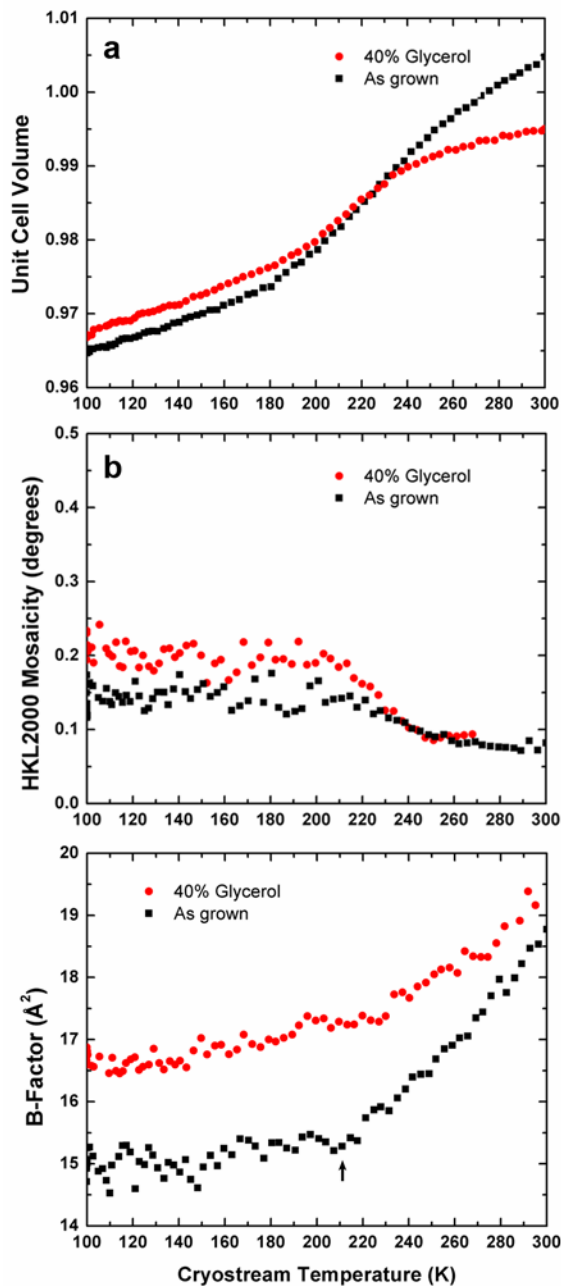 a
40% Glycerol
As grown
Unit Cell Volume
1.01
1.00
0.99
0.98
0.97
0.96
100 120 140 160 180 200 220 240 260 280 300
b
40% Glycerol
As grown
HKL2000 Mosaicity (degrees)
0.5
0.4
0.3
0.2
0.1
0.0
100 120 140 160 180 200 220 240 260 280 300
40% Glycerol
As grown
B-Factor (Å²)
20
19
18
17
16
15
14
100 120 140 160 180 200 220 240 260 280 300
Cryostream Temperature (K)